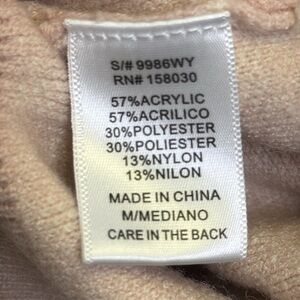 S/# 9986WY
RN# 158030
57%ACRYLIC
57%ACRILICO
30%POLYESTER
30%POLIESTER
13%NYLON
13%NILON
MADE IN CHINA
M/MEDIANO
CARE IN THE BACK